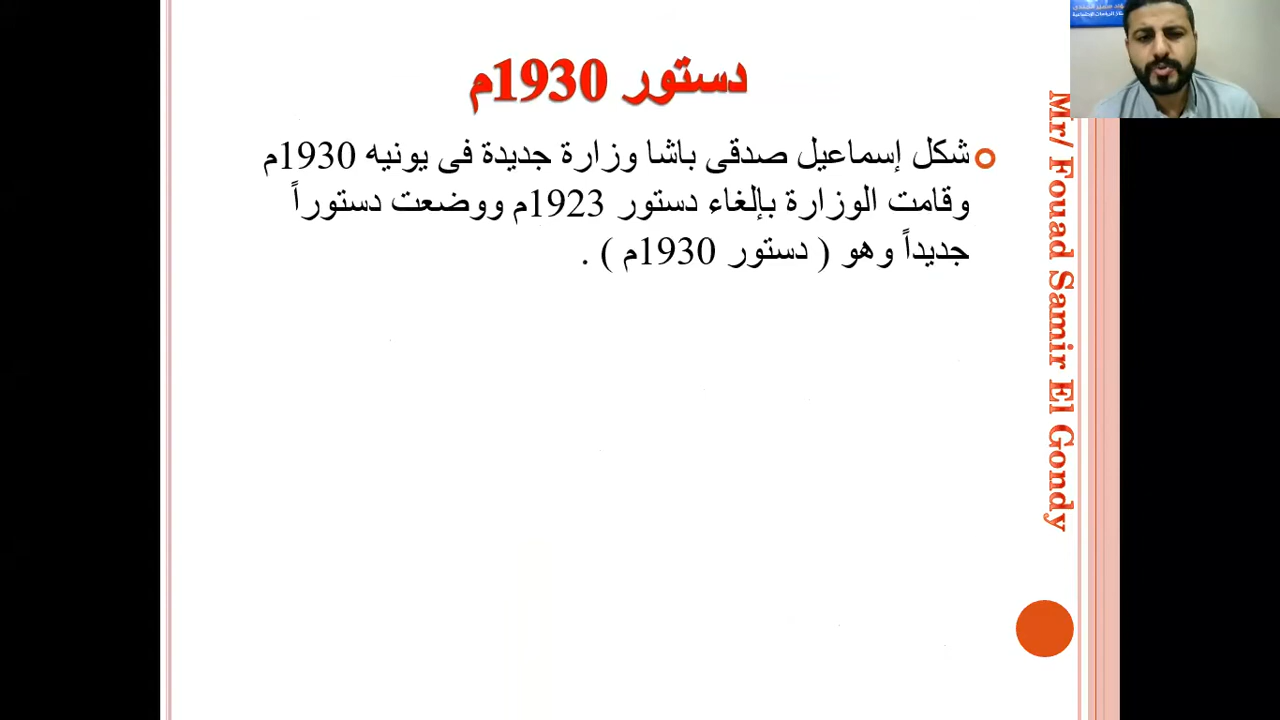 دستور 1930م
شكل إسماعيل صدقى باشا وزارة جديدة فى يونيه 1930م
وقامت الوزارة بإلغاء دستور 1923م ووضعت دستوراً
جديداً وهو ( دستور 1930م ) .
Mr/ Fouad Samir El Gondy